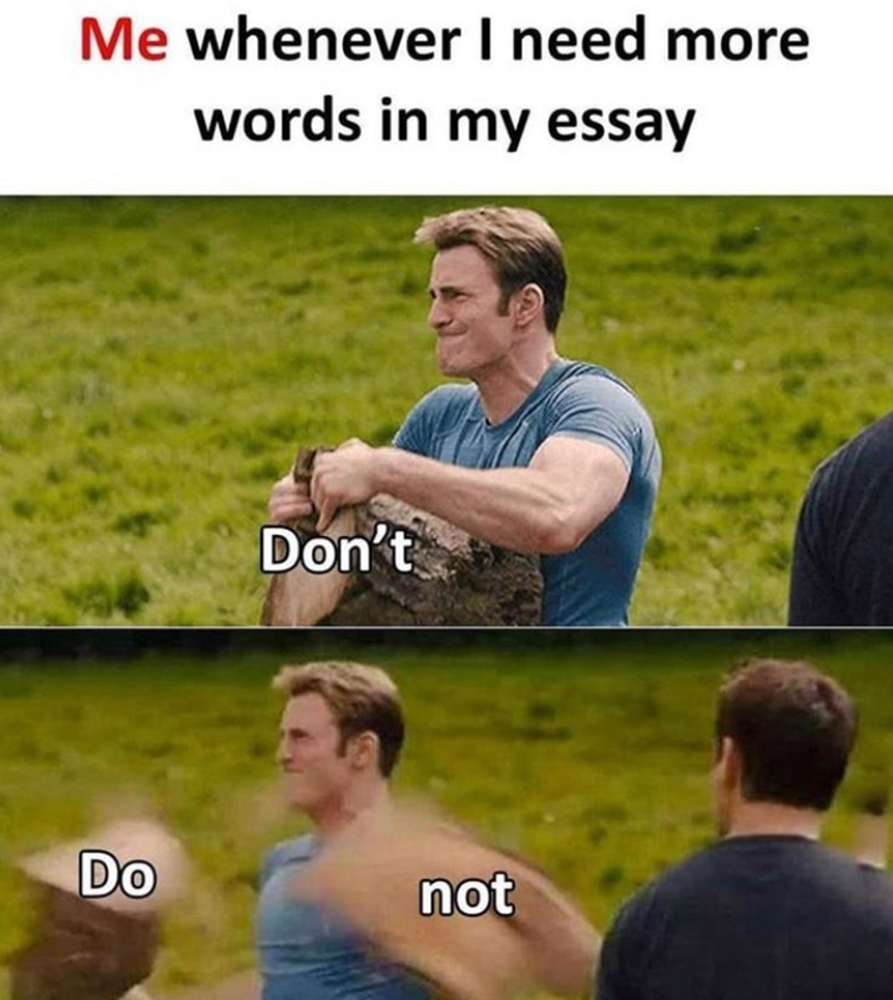 Me whenever I need more
words in my essay
Don't
Do
not